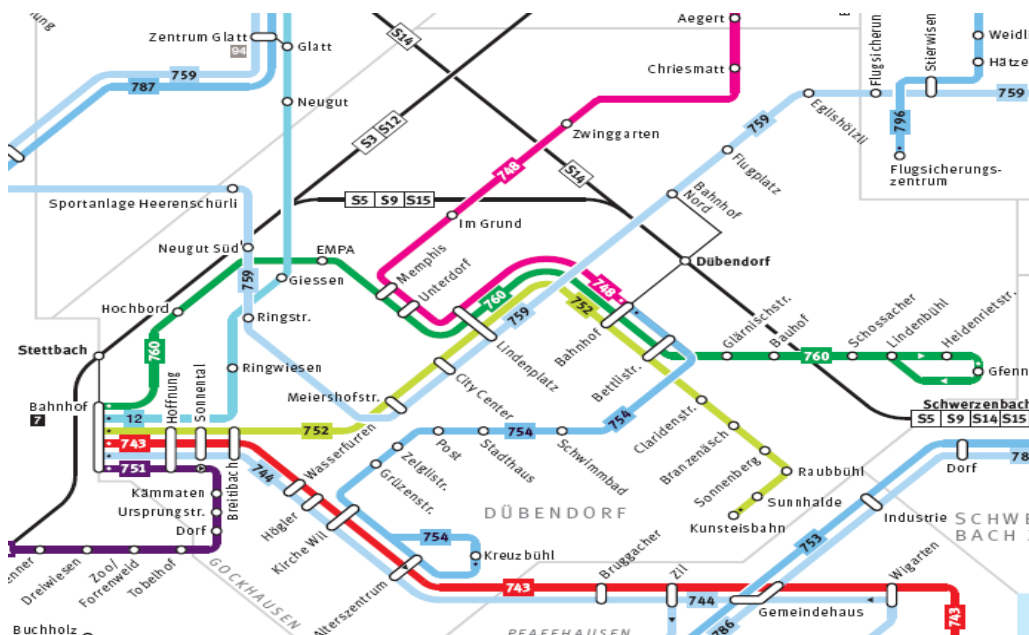 Aegert
S14
Zentrum Glatt
94
Glatt
Weidli
Flugsicherung
Stierwisen
759
787
Chriesmatt
Neugut
Eglishölzli
759
S3 S12
Zwinggarten
759
796
Flugplatz
Flugsicherungs-
zentrum
748
S14
Sportanlage Heerenschürli
S5 S9 S15
Bahnhof
Nord
Im Grund
Neugut Süd
EMPA
Memphis
Unterdorf
Dübendorf
759
Giessen
Hochbord
Ringstr.
760
748
752
759
Lindenplatz
Bahnhof
Bettlistr.
Glärnischstr.
Bauhof
Schossacher
Lindenbühl
Heidenrietstr.
Stettbach
760
760
Gfenn
Ringwiesen
City Center
Meiershofstr.
Bahnhof
7
Hoffnung
Sonnental
12
752
743
751
744
Breitibach
Wasserfurren
Zelglistr.
Grüzenstr.
Post
754
Stadthaus
Schwimmbad
754
Claridenstr.
Branzenäsch
Sonnenberg
Raubbühl
Sunnhalde
Kunsteisbahn
Schwerzenbach
S5 S9 S14 S15
Dorf
Kämmaten
Ursprungstr.
Dorf
Högler
Kirche Wil
DÜBENDORF
Industrie
SCHWE
BACH
753
754
Kreuzbühl
Dreiwiesen
Zoo/
Forrenweid
Tobelhof
GOCKHAUSEN
Alterszentrum
743
Bruggacher
Zil
744
Gemeindehaus
Wigarten
743
786
Buchholz
PFAFFHAUSEN